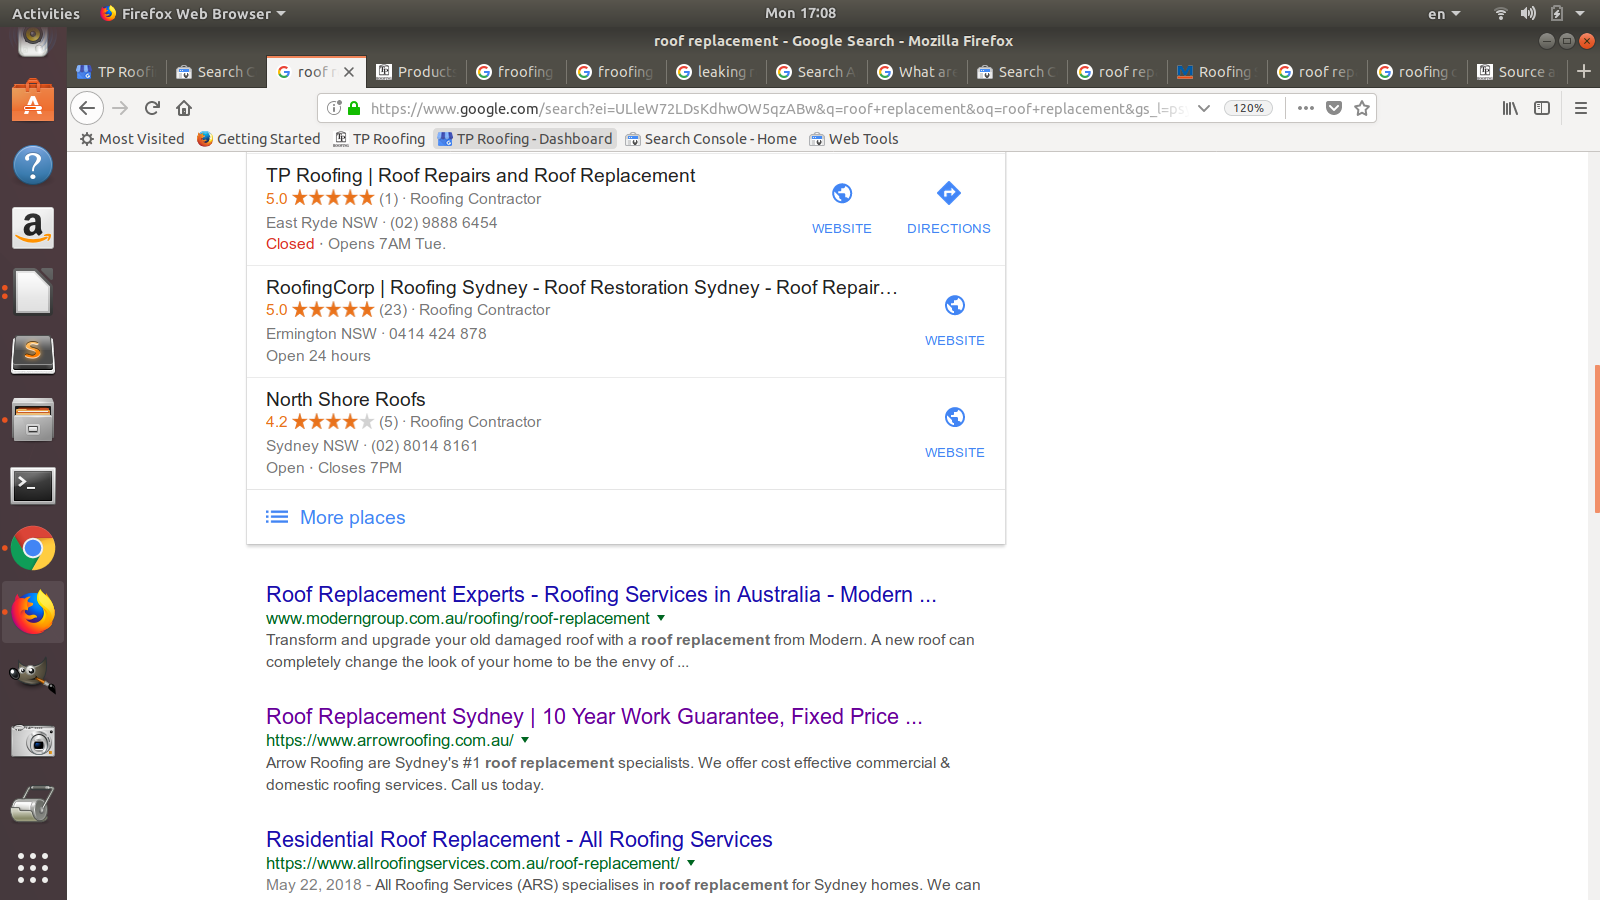 Activities
Firefox Web Browser
Mon 17:08
en
roof replacement - Google Search - Mozilla Firefox
TP Roofi
Search C
roof r
Products
froofing
froofing
leaking r
Search A
What are
Search C
roof rep
Roofing
roof rep
roofing c
Source a
https://www.google.com/search?ei=ULleW72LDsKdhwOW5qzABw&q=roof+replacement&oq=roof+replacement&gs_l=ps
120%
Most Visited
Getting Started
TP Roofing
TP Roofing - Dashboard
Search Console - Home
Web Tools
TP Roofing | Roof Repairs and Roof Replacement
5.0 (1) · Roofing Contractor
East Ryde NSW · (02) 9888 6454
Closed · Opens 7AM Tue.
WEBSITE
DIRECTIONS
RoofingCorp | Roofing Sydney - Roof Restoration Sydney - Roof Repair…
5.0 (23) · Roofing Contractor
Ermington NSW · 0414 424 878
Open 24 hours
WEBSITE
North Shore Roofs
4.2 (5) · Roofing Contractor
Sydney NSW · (02) 8014 8161
Open · Closes 7PM
WEBSITE
More places
Roof Replacement Experts - Roofing Services in Australia - Modern ...
www.moderngroup.com.au/roofing/roof-replacement
Transform and upgrade your old damaged roof with a roof replacement from Modern. A new roof can
completely change the look of your home to be the envy of ...
Roof Replacement Sydney | 10 Year Work Guarantee, Fixed Price ...
https://www.arrowroofing.com.au/
Arrow Roofing are Sydney's #1 roof replacement specialists. We offer cost effective commercial &
domestic roofing services. Call us today.
Residential Roof Replacement - All Roofing Services
https://www.allroofingservices.com.au/roof-replacement/
May 22, 2018 - All Roofing Services (ARS) specialises in roof replacement for Sydney homes. We can